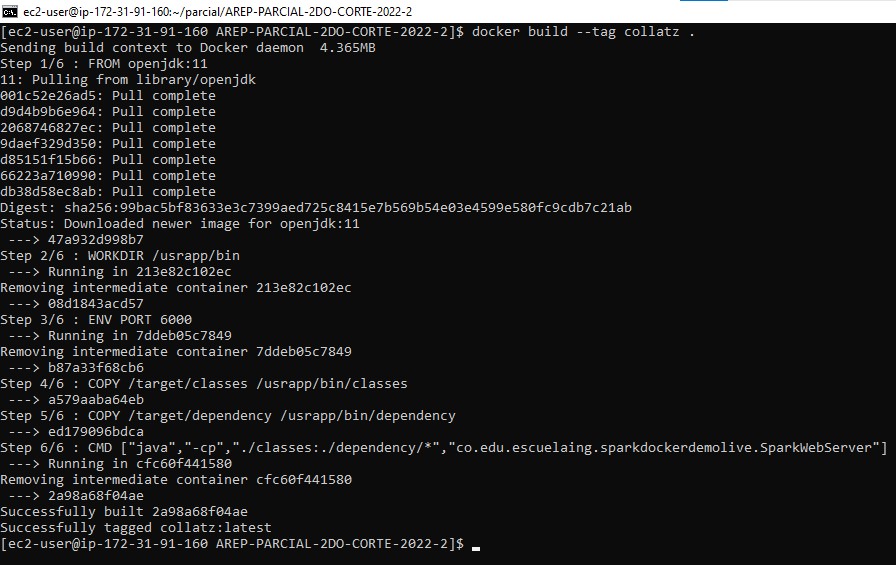 ec2-user@ip-172-31-91-160:~/parcial/AREP-PARCIAL-2DO-CORTE-2022-2
[ec2-user@ip-172-31-91-160 AREP-PARCIAL-2DO-CORTE-2022-2]$ docker build --tag collatz .
Sending build context to Docker daemon  4.365MB
Step 1/6 : FROM openjdk:11
11: Pulling from library/openjdk
001c52e26ad5: Pull complete
d9d4b9b6e964: Pull complete
2068746827ec: Pull complete
9daef329d350: Pull complete
d85151f15b66: Pull complete
66223a710990: Pull complete
db38d58ec8ab: Pull complete
Digest: sha256:99bac5bf83633e3c7399aed725c8415e7b569b54e03e4599e580fc9cdb7c21ab
Status: Downloaded newer image for openjdk:11
 ---> 47a932d998b7
Step 2/6 : WORKDIR /usrapp/bin
 ---> Running in 213e82c102ec
Removing intermediate container 213e82c102ec
 ---> 08d1843acd57
Step 3/6 : ENV PORT 6000
 ---> Running in 7ddeb05c7849
Removing intermediate container 7ddeb05c7849
 ---> b87a33f68cb6
Step 4/6 : COPY /target/classes /usrapp/bin/classes
 ---> a579aaba64eb
Step 5/6 : COPY /target/dependency /usrapp/bin/dependency
 ---> ed179096bdca
Step 6/6 : CMD ["java","-cp","./classes:./dependency/*","co.edu.escuelaing.sparkdockerdemolive.SparkWebServer"]
 ---> Running in cfc60f441580
Removing intermediate container cfc60f441580
 ---> 2a98a68f04ae
Successfully built 2a98a68f04ae
Successfully tagged collatz:latest
[ec2-user@ip-172-31-91-160 AREP-PARCIAL-2DO-CORTE-2022-2]$